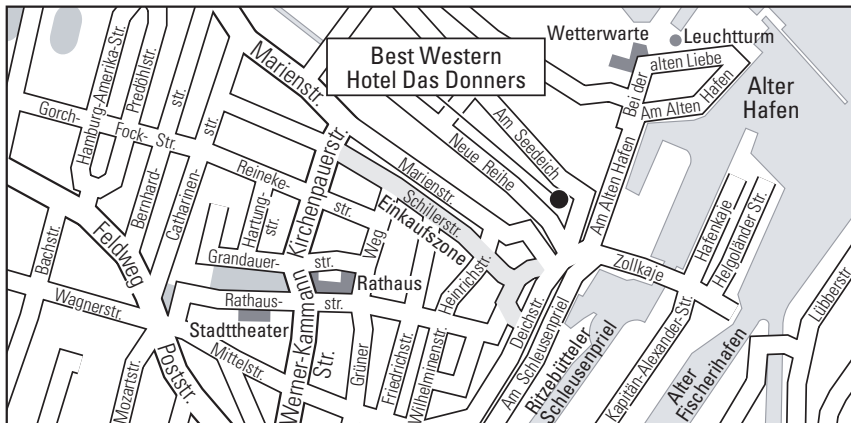 Best Western
Hotel Das Donners
Wetterwarte
Leuchtturm
Bei der
alten Liebe
Am Alten Hafen
Alter
Hafen
Marienstr.
Hamburg-Amerika-Str.
Predöhlstr.
Gorch-
Fock-
Str.
str.
str.
Bernhard-
Catharinen-
Reineke-
str.
Hartung-
str.
Kirchenpauerstr.
Marienstr.
Schillerstr.
Einkaufszone
Neue Reihe
Am Seedeich
Am Alten Hafen
Hafenkaje
Hergoländer Str.
Zollkaje
Lübberstr.
Feldweg
Bachstr.
Wagnerstr.
Mozartstr.
Poststr.
Grandauer-
str.
Rathaus
Rathaus-
str.
Stadttheater
Mittelstr.
Werner-Kammann
Str.
Grüner
Weg
Friedrichstr.
Wilhelminenstr.
Heinrichstr.
Deichstr.
Am Schleusenpriel
Ritzebütteler
Schleusenpriel
Kapitän-Alexander-Str.
Alter
Fischerihafen